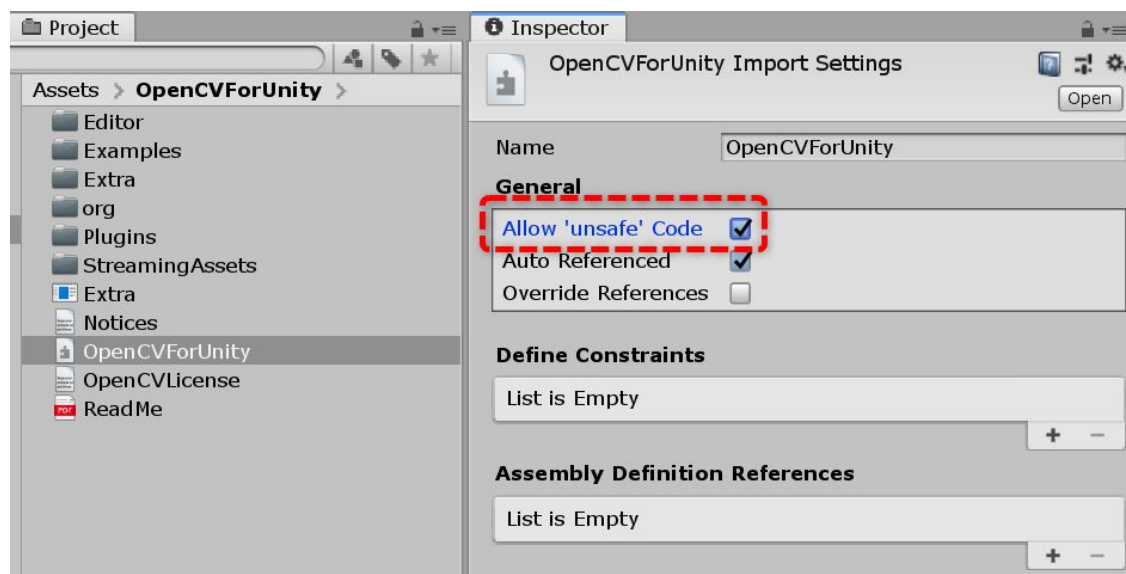 Project
Assets > OpenCVForUnity >
Editor
Examples
Extra
org
Plugins
StreamingAssets
Extra
Notices
OpenCVForUnity
OpenCVLicense
ReadMe
Inspector
OpenCVForUnity Import Settings
Open
Name OpenCVForUnity
General
Allow 'unsafe' Code
Auto Referenced
Override References
Define Constraints
List is Empty
+ −
Assembly Definition References
List is Empty
+ −